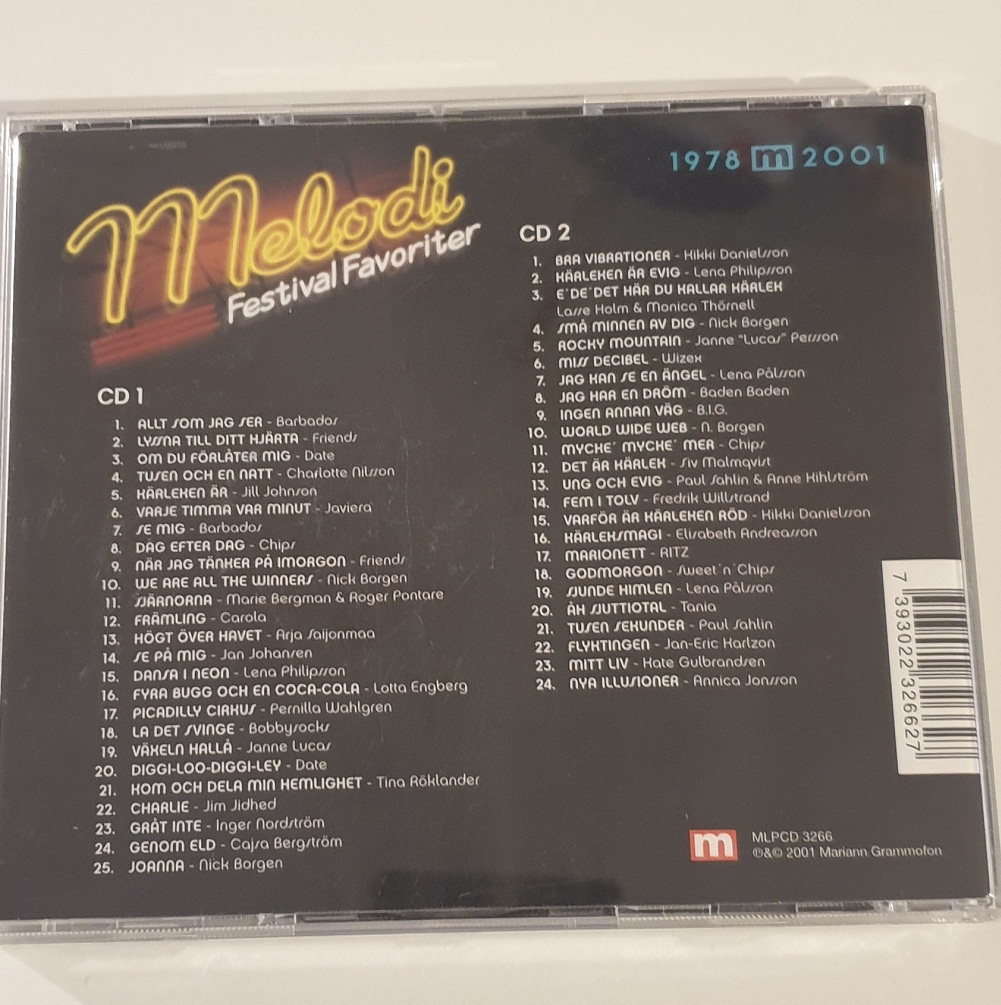 1978 m 2001
Melodi
Festival Favoriter
CD 1
1. ALLT SOM JAG SER - Barbados
2. LYSSNA TILL DITT HJÄRTA - Friends
3. OM DU FÖRLÅTER MIG - Date
4. TUSEN OCH EN NATT - Charlotte Nilsson
5. KÄRLEKEN ÄR - Jill Johnson
6. VARJE TIMMA VAR MINUT - Javiera
7. SE MIG - Barbados
8. DAG EFTER DAG - Chips
9. NÄR JAG TÄNKER PÅ IMORGON - Friends
10. WE ARE ALL THE WINNERS - Nick Borgen
11. SJÄRNORNA - Marie Bergman & Roger Pontare
12. FRÄMLING - Carola
13. HÖGT ÖVER HAVET - Arja Saijonmaa
14. SE PÅ MIG - Jan Johansen
15. DANSA I NEON - Lena Philipsson
16. FYRA BUGG OCH EN COCA-COLA - Lotta Engberg
17. PICADILLY CIRKUS - Pernilla Wahlgren
18. LA DET SVINGE - Bobbysocks
19. VÄXELN HALLÅ - Janne Lucas
20. DIGGI-LOO-DIGGI-LEY - Date
21. KOM OCH DELA MIN HEMLIGHET - Tina Röklander
22. CHARLIE - Jim Jidhed
23. GRÅT INTE - Inger Nordström
24. GENOM ELD - Cajsa Bergström
25. JOANNA - Nick Borgen
CD 2
1. BRA VIBRATIONER - Kikki Danielsson
2. KÄRLEKEN ÄR EVIG - Lena Philipsson
3. E´DE´DET HÄR DU KALLAR KÄRLEK
Lasse Holm & Monica Thörnell
4. SMÅ MINNEN AV DIG - Nick Borgen
5. ROCKY MOUNTAIN - Janne "Lucas" Persson
6. MISS DECIBEL - Wizex
7. JAG KAN SE EN ÄNGEL - Lena Pålsson
8. JAG HAR EN DRÖM - Baden Baden
9. INGEN ANNAN VÄG - B.I.G.
10. WORLD WIDE WEB - N. Borgen
11. MYCKE´ MYCKE´ MER - Chips
12. DET ÄR KÄRLEK - Siv Malmqvist
13. UNG OCH EVIG - Paul Sahlin & Anne Kihlström
14. FEM I TOLV - Fredrik Willstrand
15. VARFÖR ÄR KÄRLEKEN RÖD - Kikki Danielsson
16. KÄRLEKSMAGI - Elisabeth Andreasson
17. MARIONETT - RITZ
18. GODMORGON - Sweet´n´Chips
19. SJUNDE HIMLEN - Lena Pålsson
20. ÅH SJUTTIOTAL - Tania
21. TUSEN SEKUNDER - Paul Sahlin
22. FLYKTINGEN - Jan-Eric Karlzon
23. MITT LIV - Kate Gulbrandsen
24. NYA ILLUSIONER - Annica Jonsson
7 393022 326627
m
MLPCD 3266
℗&© 2001 Mariann Grammofon